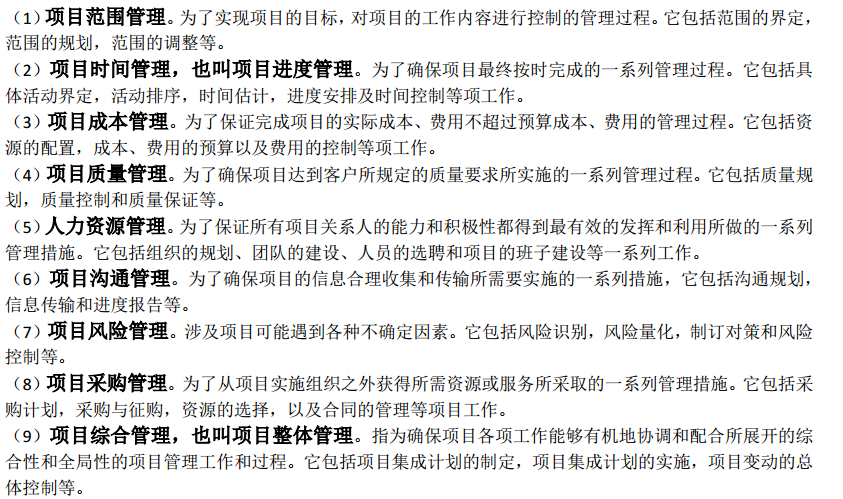 （1）项目范围管理。为了实现项目的目标，对项目的工作内容进行控制的管理过程。它包括范围的界定，
范围的规划，范围的调整等。
（2）项目时间管理，也叫项目进度管理。为了确保项目最终按时完成的一系列管理过程。它包括具
体活动界定，活动排序，时间估计，进度安排及时间控制等项工作。
（3）项目成本管理。为了保证完成项目的实际成本、费用不超过预算成本、费用的管理过程。它包括资
源的配置，成本、费用的预算以及费用的控制等项工作。
（4）项目质量管理。为了确保项目达到客户所规定的质量要求所实施的一系列管理过程。它包括质量规
划，质量控制和质量保证等。
（5）人力资源管理。为了保证所有项目关系人的能力和积极性都得到最有效的发挥和利用所做的一系列
管理措施。它包括组织的规划、团队的建设、人员的选聘和项目的班子建设等一系列工作。
（6）项目沟通管理。为了确保项目的信息合理收集和传输所需要实施的一系列措施，它包括沟通规划，
信息传输和进度报告等。
（7）项目风险管理。涉及项目可能遇到各种不确定因素。它包括风险识别，风险量化，制订对策和风险
控制等。
（8）项目采购管理。为了从项目实施组织之外获得所需资源或服务所采取的一系列管理措施。它包括采
购计划，采购与征购，资源的选择，以及合同的管理等项目工作。
（9）项目综合管理，也叫项目整体管理。指为确保项目各项工作能够有机地协调和配合所展开的综
合性和全局性的项目管理工作和过程。它包括项目集成计划的制定，项目集成计划的实施，项目变动的总
体控制等。